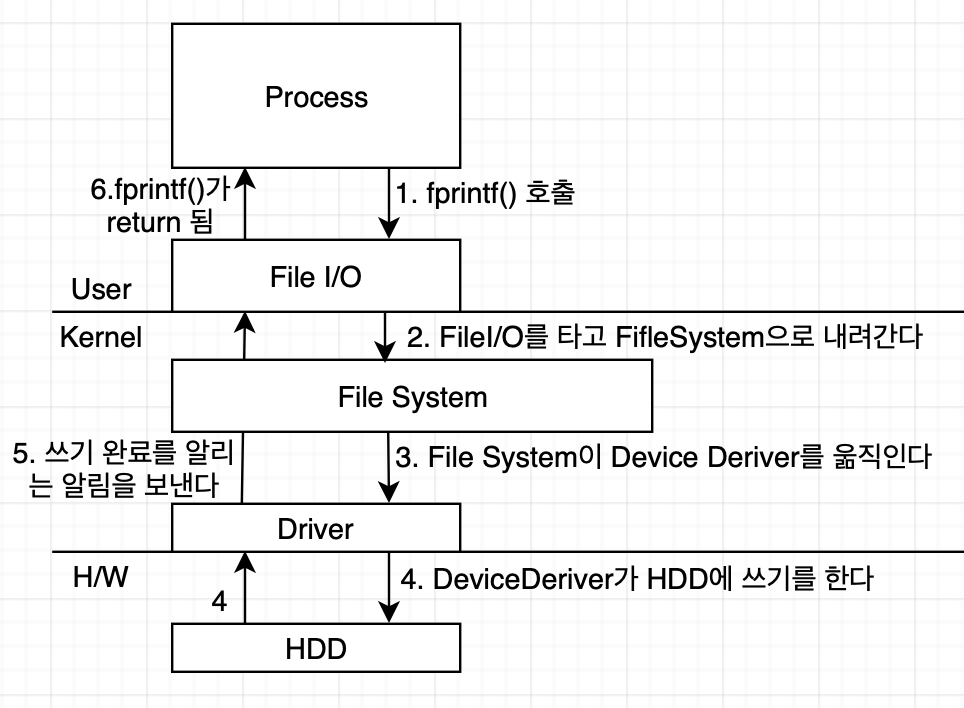 Process
6.fprintf()가
return 됨
1. fprintf() 호출
File I/O
User
Kernel
2. FileI/O를 타고 FifleSystem으로 내려간다
File System
5. 쓰기 완료를 알리
는 알림을 보낸다
3. File System이 Device Deriver를 옮직인다
Driver
H/W
4
4. DeviceDeriver가 HDD에 쓰기를 한다
HDD